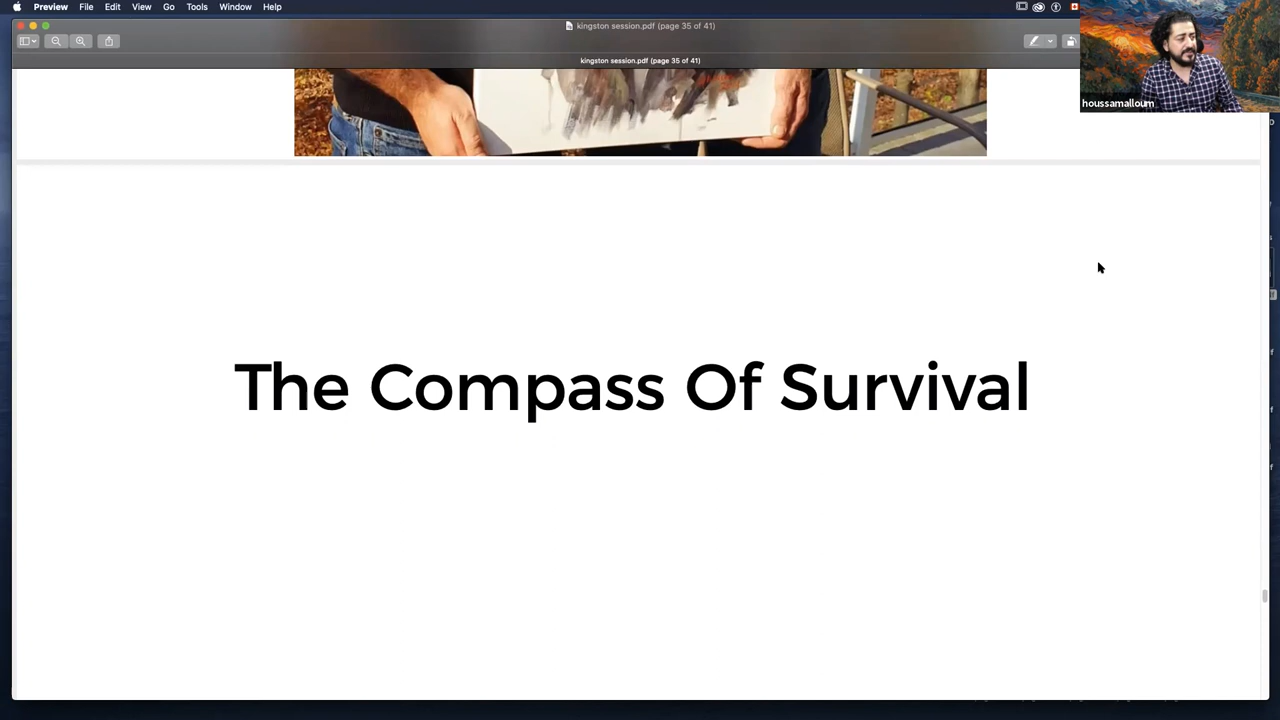 Preview File Edit View Go Tools Window Help
kingston session.pdf (page 35 of 41)
kingston session.pdf (page 35 of 41)
houssamalloum
The Compass Of Survival